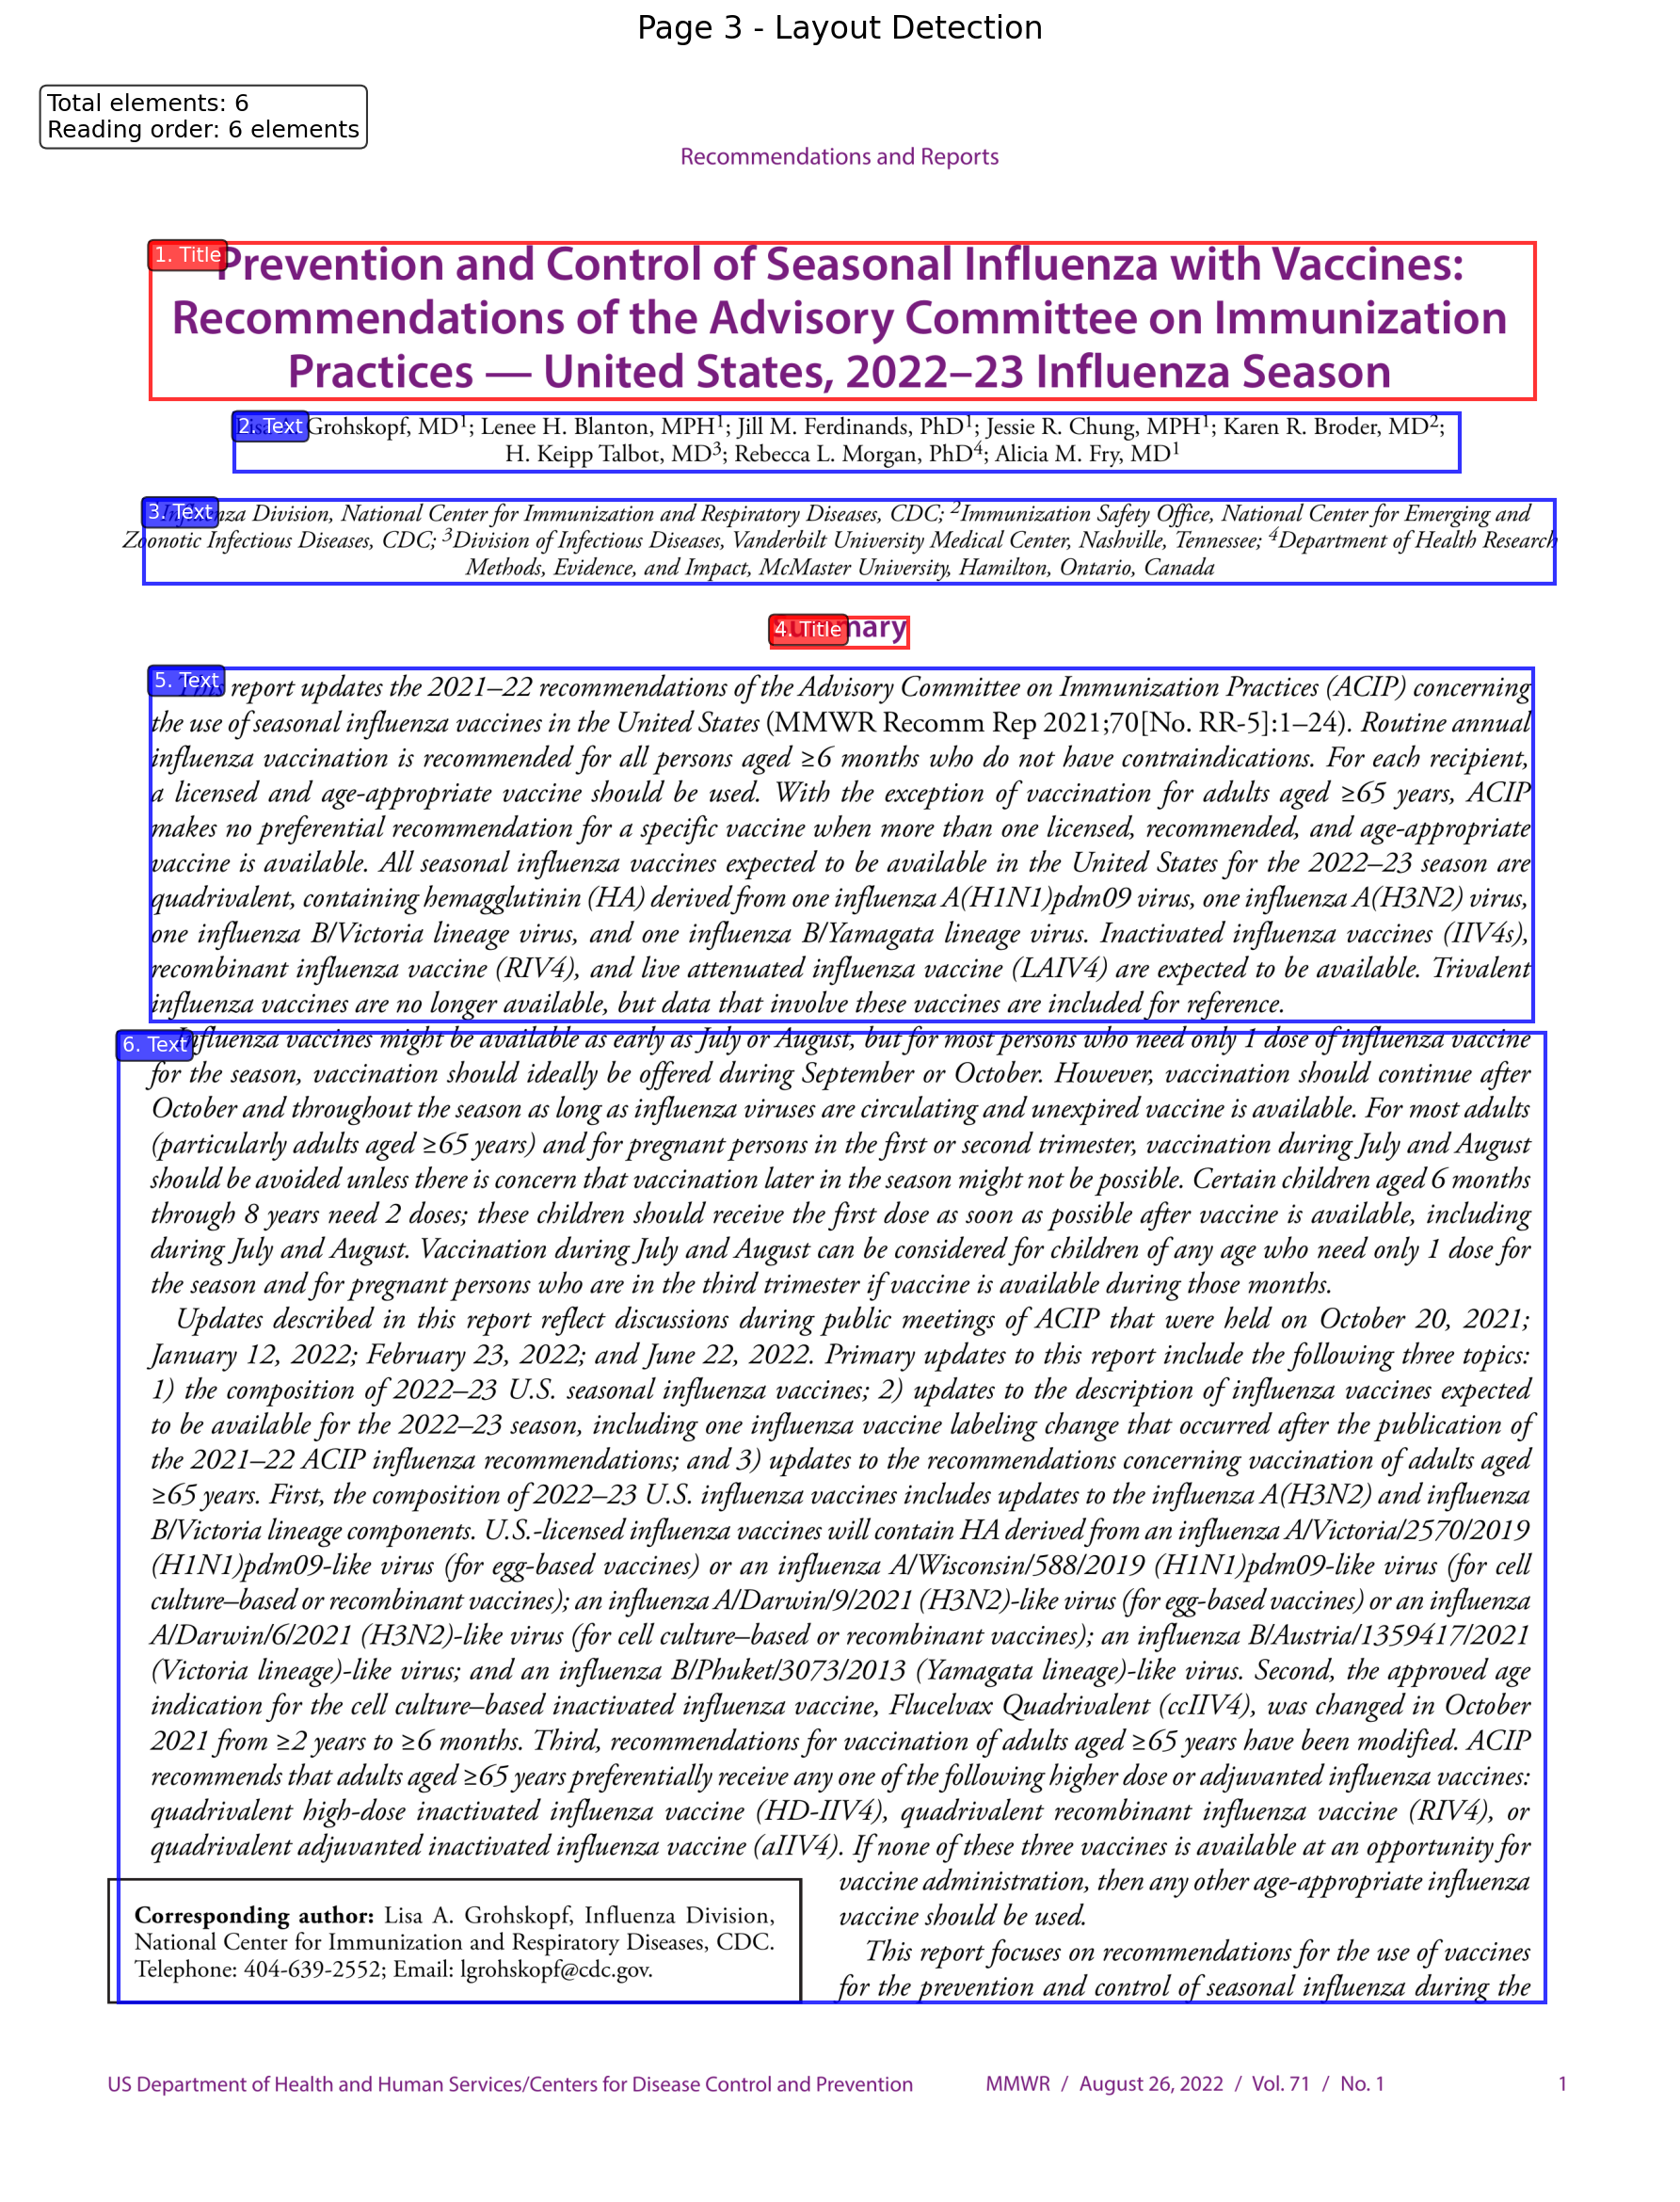 Page 3 - Layout Detection
Total elements: 6
Reading order: 6 elements
Recommendations and Reports
1. Title
Prevention and Control of Seasonal Influenza with Vaccines:
Recommendations of the Advisory Committee on Immunization
Practices — United States, 2022–23 Influenza Season
2. Text
Grohskopf, MD1; Lenee H. Blanton, MPH1; Jill M. Ferdinands, PhD1; Jessie R. Chung, MPH1; Karen R. Broder, MD2;
H. Keipp Talbot, MD3; Rebecca L. Morgan, PhD4; Alicia M. Fry, MD1
3. Text
Influenza Division, National Center for Immunization and Respiratory Diseases, CDC; 2Immunization Safety Office, National Center for Emerging and
Zoonotic Infectious Diseases, CDC; 3Division of Infectious Diseases, Vanderbilt University Medical Center, Nashville, Tennessee; 4Department of Health Research
Methods, Evidence, and Impact, McMaster University, Hamilton, Ontario, Canada
4. Title
Summary
5. Text
This report updates the 2021–22 recommendations of the Advisory Committee on Immunization Practices (ACIP) concerning
the use of seasonal influenza vaccines in the United States (MMWR Recomm Rep 2021;70[No. RR-5]:1–24). Routine annual
influenza vaccination is recommended for all persons aged ≥6 months who do not have contraindications. For each recipient,
a licensed and age-appropriate vaccine should be used. With the exception of vaccination for adults aged ≥65 years, ACIP
makes no preferential recommendation for a specific vaccine when more than one licensed, recommended, and age-appropriate
vaccine is available. All seasonal influenza vaccines expected to be available in the United States for the 2022–23 season are
quadrivalent, containing hemagglutinin (HA) derived from one influenza A(H1N1)pdm09 virus, one influenza A(H3N2) virus,
one influenza B/Victoria lineage virus, and one influenza B/Yamagata lineage virus. Inactivated influenza vaccines (IIV4s),
recombinant influenza vaccine (RIV4), and live attenuated influenza vaccine (LAIV4) are expected to be available. Trivalent
influenza vaccines are no longer available, but data that involve these vaccines are included for reference.
6. Text
Influenza vaccines might be available as early as July or August, but for most persons who need only 1 dose of influenza vaccine
for the season, vaccination should ideally be offered during September or October. However, vaccination should continue after
October and throughout the season as long as influenza viruses are circulating and unexpired vaccine is available. For most adults
(particularly adults aged ≥65 years) and for pregnant persons in the first or second trimester, vaccination during July and August
should be avoided unless there is concern that vaccination later in the season might not be possible. Certain children aged 6 months
through 8 years need 2 doses; these children should receive the first dose as soon as possible after vaccine is available, including
during July and August. Vaccination during July and August can be considered for children of any age who need only 1 dose for
the season and for pregnant persons who are in the third trimester if vaccine is available during those months.
Updates described in this report reflect discussions during public meetings of ACIP that were held on October 20, 2021;
January 12, 2022; February 23, 2022; and June 22, 2022. Primary updates to this report include the following three topics:
1) the composition of 2022–23 U.S. seasonal influenza vaccines; 2) updates to the description of influenza vaccines expected
to be available for the 2022–23 season, including one influenza vaccine labeling change that occurred after the publication of
the 2021–22 ACIP influenza recommendations; and 3) updates to the recommendations concerning vaccination of adults aged
≥65 years. First, the composition of 2022–23 U.S. influenza vaccines includes updates to the influenza A(H3N2) and influenza
B/Victoria lineage components. U.S.-licensed influenza vaccines will contain HA derived from an influenza A/Victoria/2570/2019
(H1N1)pdm09-like virus (for egg-based vaccines) or an influenza A/Wisconsin/588/2019 (H1N1)pdm09-like virus (for cell
culture–based or recombinant vaccines); an influenza A/Darwin/9/2021 (H3N2)-like virus (for egg-based vaccines) or an influenza
A/Darwin/6/2021 (H3N2)-like virus (for cell culture–based or recombinant vaccines); an influenza B/Austria/1359417/2021
(Victoria lineage)-like virus; and an influenza B/Phuket/3073/2013 (Yamagata lineage)-like virus. Second, the approved age
indication for the cell culture–based inactivated influenza vaccine, Flucelvax Quadrivalent (ccIIV4), was changed in October
2021 from ≥2 years to ≥6 months. Third, recommendations for vaccination of adults aged ≥65 years have been modified. ACIP
recommends that adults aged ≥65 years preferentially receive any one of the following higher dose or adjuvanted influenza vaccines:
quadrivalent high-dose inactivated influenza vaccine (HD-IIV4), quadrivalent recombinant influenza vaccine (RIV4), or
quadrivalent adjuvanted inactivated influenza vaccine (aIIV4). If none of these three vaccines is available at an opportunity for
vaccine administration, then any other age-appropriate influenza
vaccine should be used.
This report focuses on recommendations for the use of vaccines
for the prevention and control of seasonal influenza during the
Corresponding author: Lisa A. Grohskopf, Influenza Division,
National Center for Immunization and Respiratory Diseases, CDC.
Telephone: 404-639-2552; Email: lgrohskopf@cdc.gov.
US Department of Health and Human Services/Centers for Disease Control and Prevention MMWR / August 26, 2022 / Vol. 71 / No. 1 1